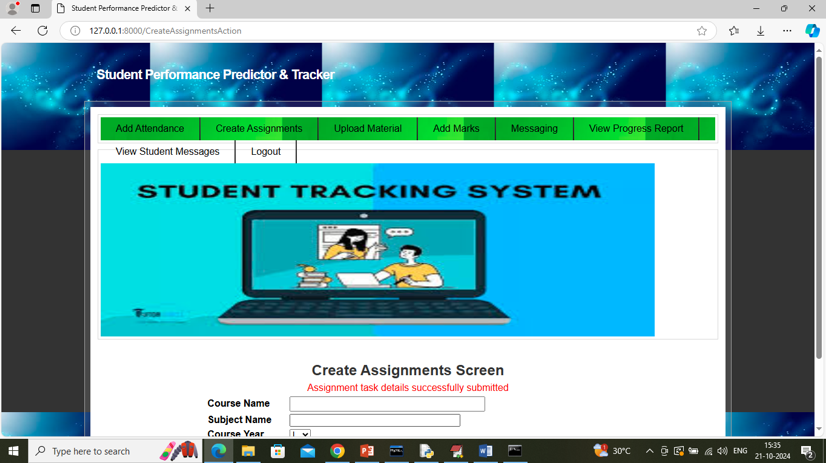 Student Performance Predictor &
127.0.0.1:8000/CreateAssignmentsAction
Student Performance Predictor & Tracker
Add Attendance Create Assignments Upload Material Add Marks Messaging View Progress Report
View Student Messages Logout
STUDENT TRACKING SYSTEM
Create Assignments Screen
Assignment task details successfully submitted
Course Name
Subject Name
Course Year
Type here to search
30°C
ENG
15:35
21-10-2024
2